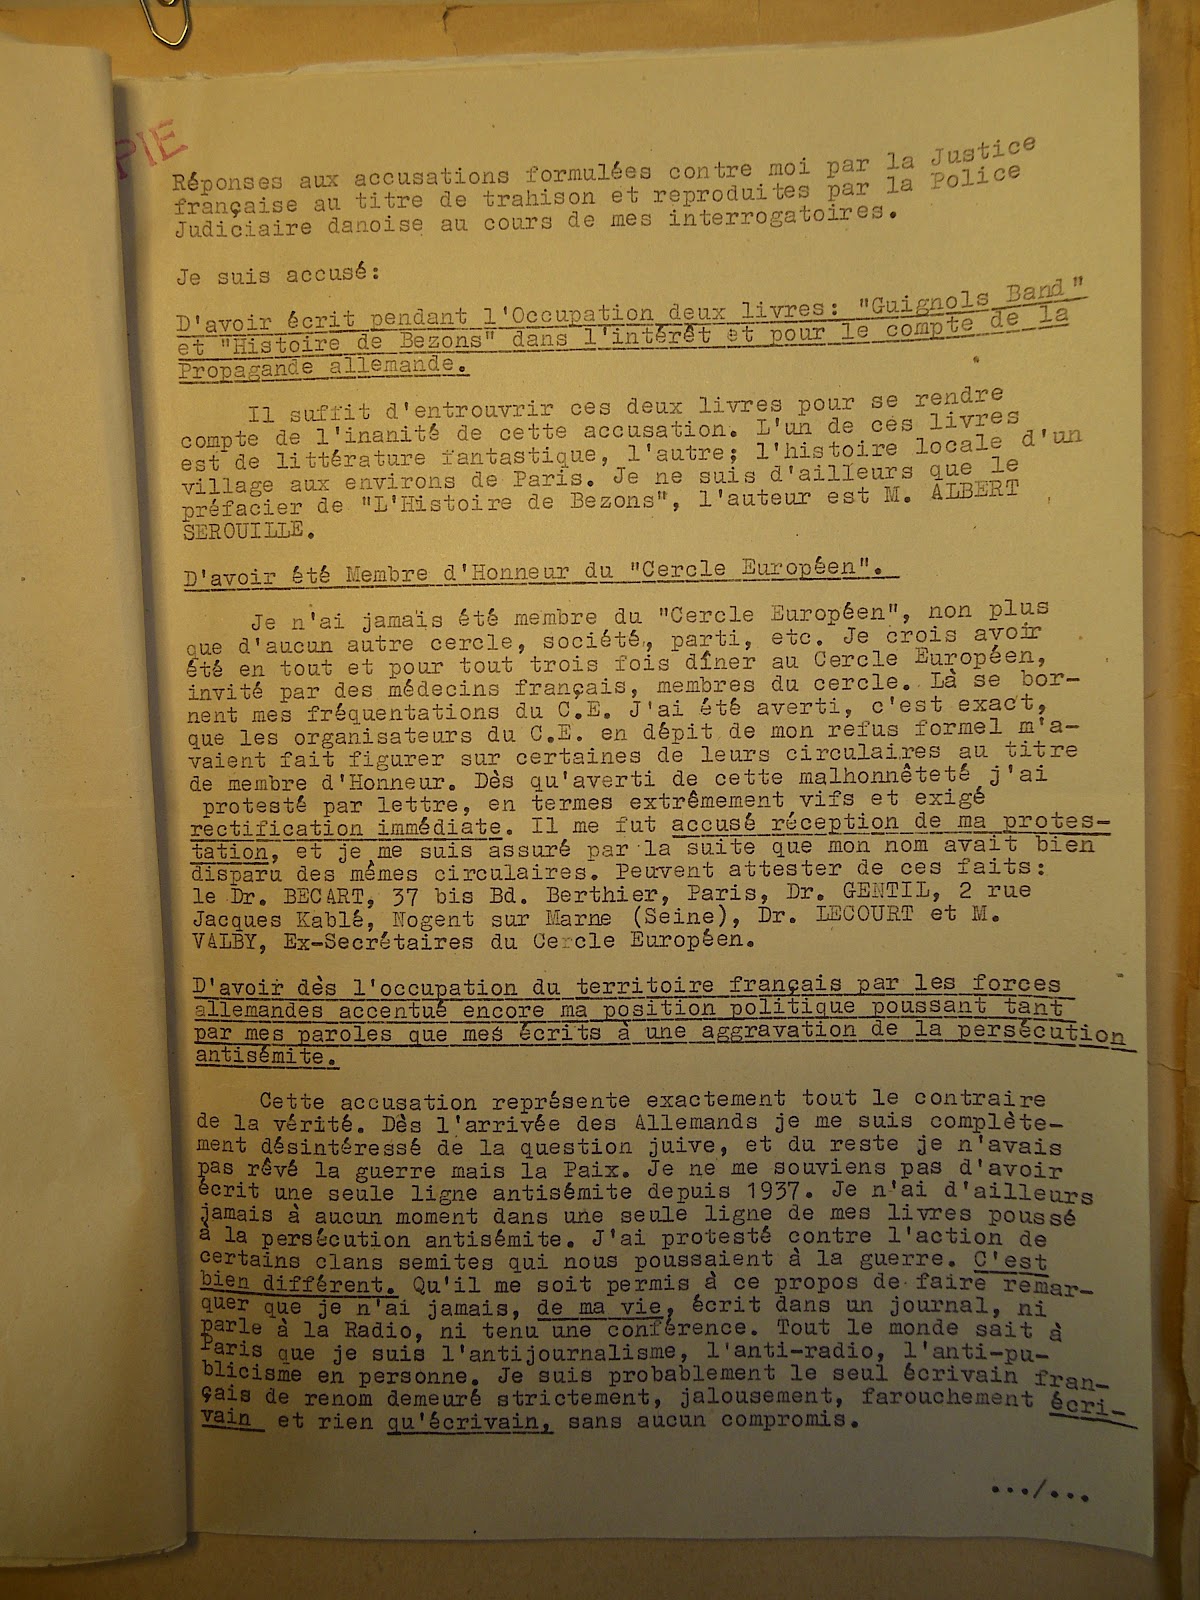 PIE
Réponses aux accusations formulées contre moi par la Justice
française au titre de trahison et reproduites par la Police
Judiciaire danoise au cours de mes interrogatoires.
Je suis accusé:
D'avoir écrit pendant l'Occupation deux livres: "Guignols Band"
et "Histoire de Bezons" dans l'intérêt et pour le compte de la
Propagande allemande.
Il suffit d'entrouvrir ces deux livres pour se rendre
compte de l'inanité de cette accusation. L'un de ces livres
est de littérature fantastique, l'autre; l'histoire locale d'un
village aux environs de Paris. Je ne suis d'ailleurs que le
préfacier de "L'Histoire de Bezons", l'auteur est M. ALBERT
SEROUILLE.
D'avoir été Membre d'Honneur du "Cercle Européen".
Je n'ai jamais été membre du "Cercle Européen", non plus
que d'aucun autre cercle, société, parti, etc. Je crois avoir
été en tout et pour tout trois fois dîner au Cercle Européen,
invité par des médecins français, membres du cercle. Là se bor-
nent mes fréquentations du C.E. J'ai été averti, c'est exact,
que les organisateurs du C.E. en dépit de mon refus formel m'a-
vaient fait figurer sur certaines de leurs circulaires au titre
de membre d'Honneur. Dès qu'averti de cette malhonnêteté j'ai
protesté par lettre, en termes extrêmement vifs et exigé
rectification immédiate. Il me fut accusé réception de ma protes-
tation, et je me suis assuré par la suite que mon nom avait bien
disparu des mêmes circulaires. Peuvent attester de ces faits:
le Dr. BECART, 37 bis Bd. Berthier, Paris, Dr. GENTIL, 2 rue
Jacques Kablé, Nogent sur Marne (Seine), Dr. LECOURT et M.
VALBY, Ex-Secrétaires du Cercle Européen.
D'avoir dès l'occupation du territoire français par les forces
allemandes accentué encore ma position politique poussant tant
par mes paroles que mes écrits à une aggravation de la persécution
antisémite.
Cette accusation représente exactement tout le contraire
de la vérité. Dès l'arrivée des Allemands je me suis complète-
ment désintéressé de la question juive, et du reste je n'avais
pas rêvé la guerre mais la Paix. Je ne me souviens pas d'avoir
écrit une seule ligne antisémite depuis 1937. Je n'ai d'ailleurs
jamais à aucun moment dans une seule ligne de mes livres poussé
à la persécution antisémite. J'ai protesté contre l'action de
certains clans semites qui nous poussaient à la guerre. C'est
bien différent. Qu'il me soit permis à ce propos de faire remar-
quer que je n'ai jamais, de ma vie, écrit dans un journal, ni
parle à la Radio, ni tenu une conférence. Tout le monde sait à
Paris que je suis l'antijournalisme, l'anti-radio, l'anti-pu-
blicisme en personne. Je suis probablement le seul écrivain fran-
çais de renom demeuré strictement, jalousement, farouchement écri-
vain et rien qu'écrivain, sans aucun compromis.
.../...